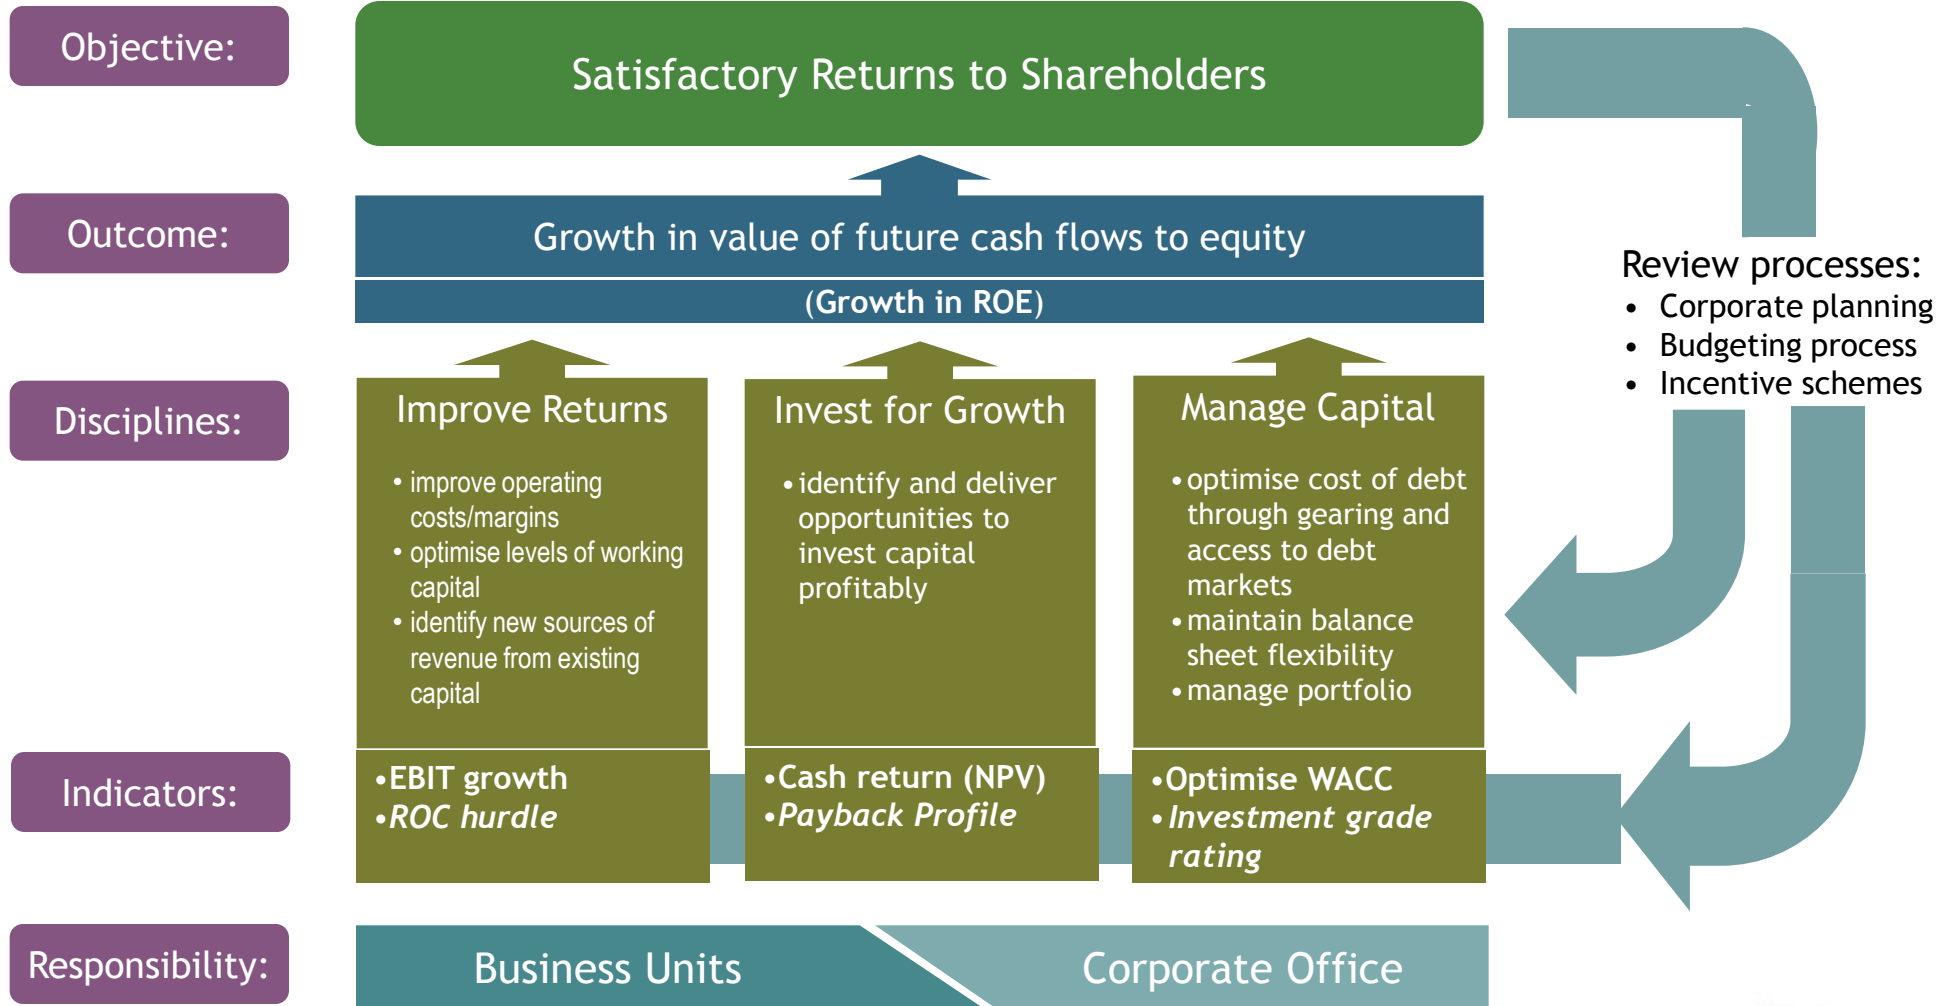 Objective:
Satisfactory Returns to Shareholders
Outcome:
Growth in value of future cash flows to equity
(Growth in ROE)
Review processes:
• Corporate planning
• Budgeting process
• Incentive schemes
Disciplines:
Improve Returns
• improve operating
costs/margins
• optimise levels of working
capital
• identify new sources of
revenue from existing
capital
Invest for Growth
• identify and deliver
opportunities to
invest capital
profitably
Manage Capital
• optimise cost of debt
through gearing and
access to debt
markets
• maintain balance
sheet flexibility
• manage portfolio
Indicators:
• EBIT growth
• ROC hurdle
• Cash return (NPV)
• Payback Profile
• Optimise WACC
• Investment grade
rating
Responsibility:
Business Units
Corporate Office